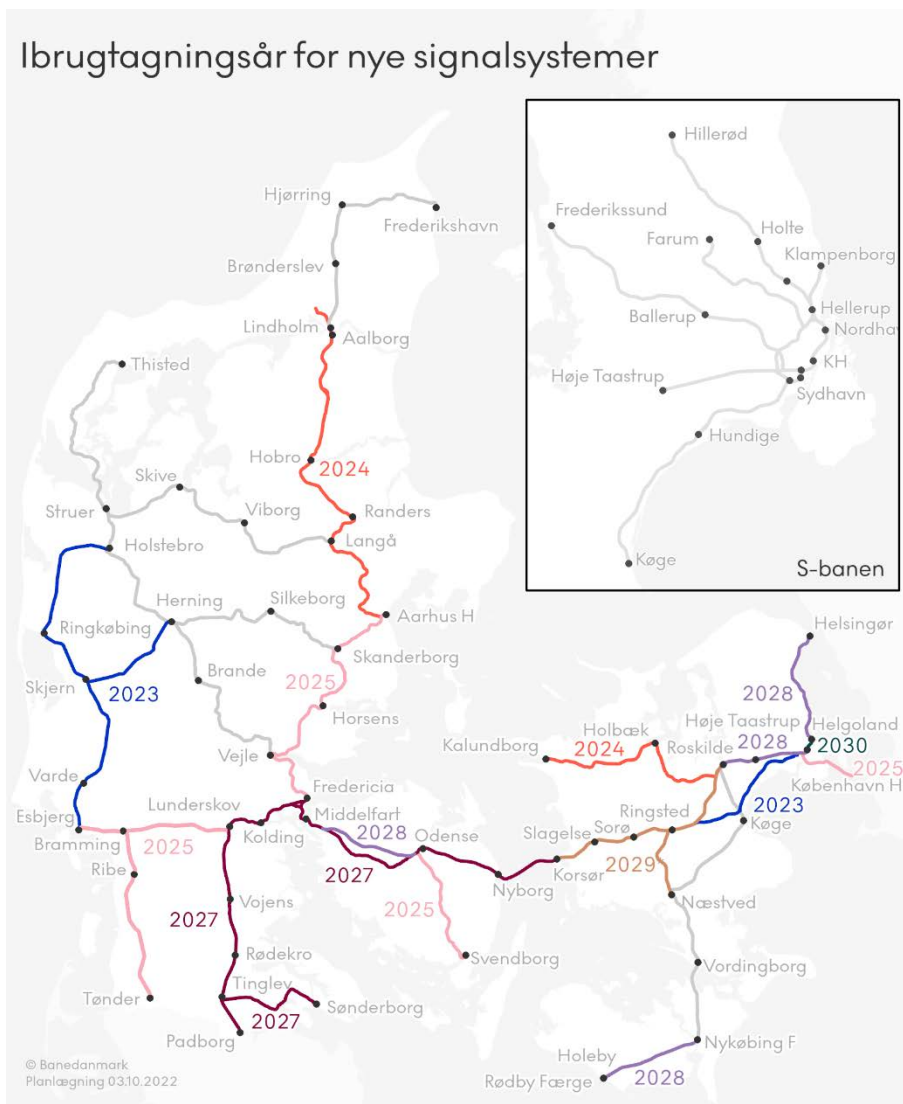 Ibrugtagningsår for nye signalsystemer
Hillerød
Frederikssund
Farum
Holte
Klampenborg
Ballerup
Hellerup
Nordhav
KH
Høje Taastrup
Sydhavn
Hundige
Køge
S-banen
Hjørring
Frederikshavn
Brønderslev
Lindholm
Aalborg
Thisted
Hobro
2024
Skive
Struer
Viborg
Randers
Langå
Holstebro
Herning
Silkeborg
Aarhus H
Ringkøbing
Skanderborg
Brande
Skjern
2023
2025
Horsens
Vejle
Varde
Fredericia
Esbjerg
Lunderskov
Middelfart
Bramming
Kolding
2025
Ribe
2028
Odense
2027
Nyborg
2027
Vojens
2025
Svendborg
Rødekro
Tønder
Tinglev
Sønderborg
2027
Padborg
Helsingør
2028
Høje Taastrup
Helgoland
Kalundborg
Holbæk
2024
Roskilde
2028
2030
2025
København H
Ringsted
2023
Køge
Slagelse
Sorø
Korsør
2029
Næstved
Vordingborg
Nykøbing F
Holeby
Rødby Færge
2028
© Banedanmark
Planlægning 03.10.2022